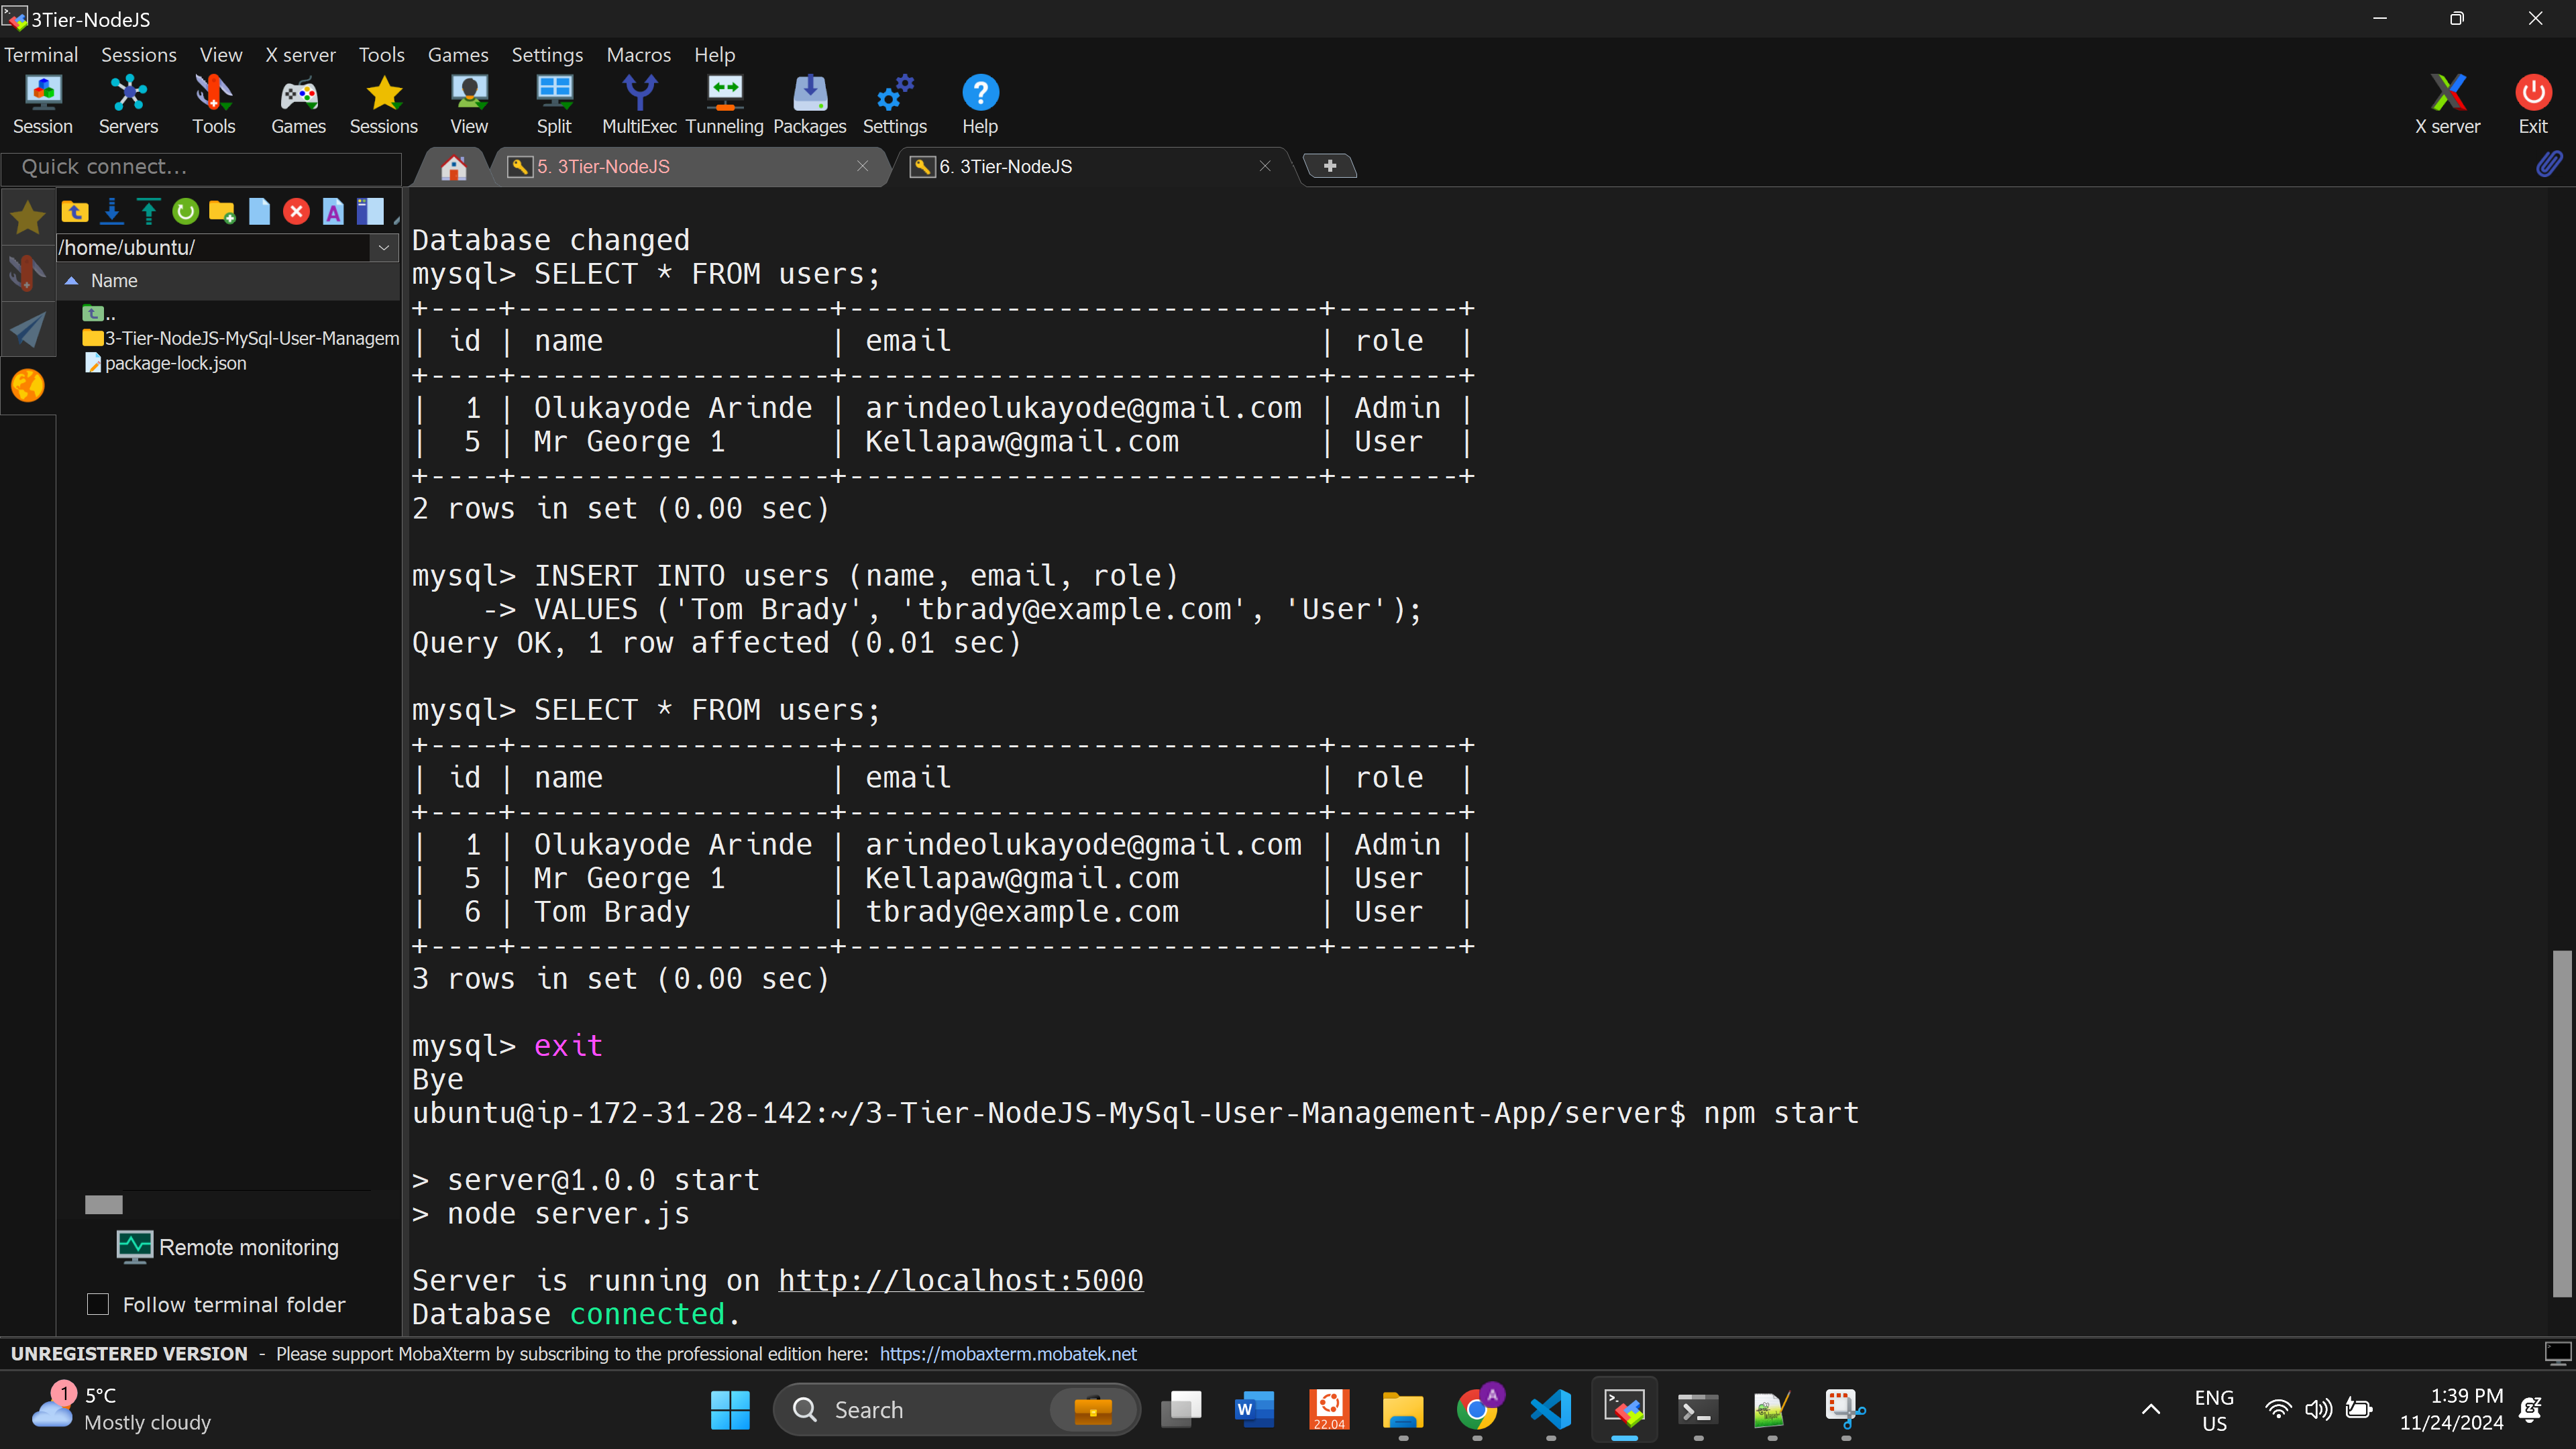 3Tier-NodeJS
Terminal Sessions View X server Tools Games Settings Macros Help
Session Servers Tools Games Sessions View Split MultiExec Tunneling Packages Settings Help X server Exit
Quick connect...
5. 3Tier-NodeJS
6. 3Tier-NodeJS
/home/ubuntu/
Name
..
3-Tier-NodeJS-MySql-User-Managem
package-lock.json
Remote monitoring
Follow terminal folder
Database changed
mysql> SELECT * FROM users;
+----+------------------+---------------------------+-------+
| id | name             | email                     | role  |
+----+------------------+---------------------------+-------+
|  1 | Olukayode Arinde | arindeolukayode@gmail.com | Admin |
|  5 | Mr George 1      | Kellapaw@gmail.com        | User  |
+----+------------------+---------------------------+-------+
2 rows in set (0.00 sec)
mysql> INSERT INTO users (name, email, role)
    -> VALUES ('Tom Brady', 'tbrady@example.com', 'User');
Query OK, 1 row affected (0.01 sec)
mysql> SELECT * FROM users;
+----+------------------+---------------------------+-------+
| id | name             | email                     | role  |
+----+------------------+---------------------------+-------+
|  1 | Olukayode Arinde | arindeolukayode@gmail.com | Admin |
|  5 | Mr George 1      | Kellapaw@gmail.com        | User  |
|  6 | Tom Brady        | tbrady@example.com        | User  |
+----+------------------+---------------------------+-------+
3 rows in set (0.00 sec)
mysql> exit
Bye
ubuntu@ip-172-31-28-142:~/3-Tier-NodeJS-MySql-User-Management-App/server$ npm start
> server@1.0.0 start
> node server.js
Server is running on http://localhost:5000
Database connected.
UNREGISTERED VERSION - Please support MobaXterm by subscribing to the professional edition here: https://mobaxterm.mobatek.net
1
5°C
Mostly cloudy
Search
22.04
A
ENG
US
1:39 PM
11/24/2024